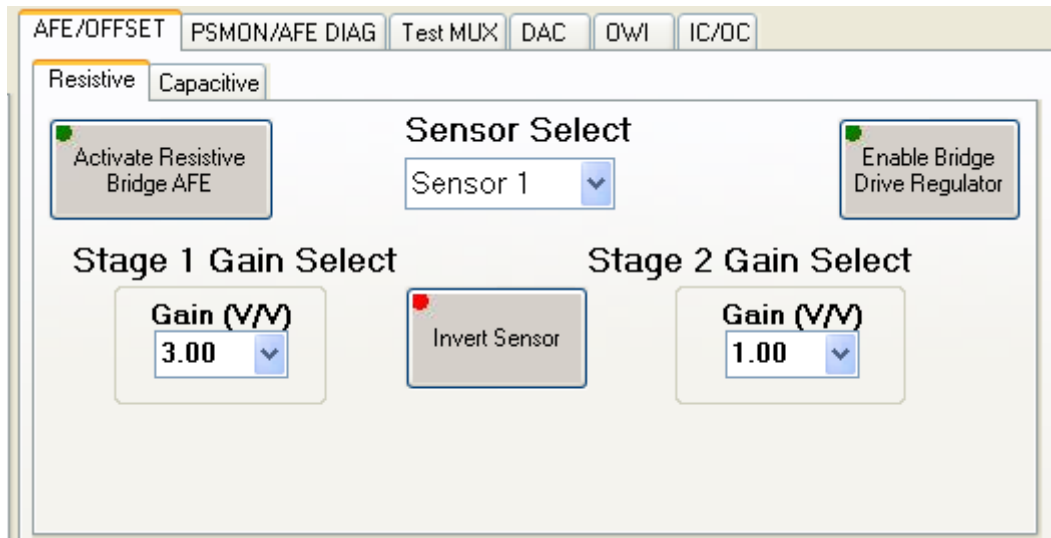 AFE/OFFSET PSMON/AFE DIAG Test MUX DAC OWI IC/OC
Resistive Capacitive
Activate Resistive
Bridge AFE
Sensor Select
Sensor 1
Enable Bridge
Drive Regulator
Stage 1 Gain Select
Stage 2 Gain Select
Gain (V/V)
3.00
Invert Sensor
Gain (V/V)
1.00